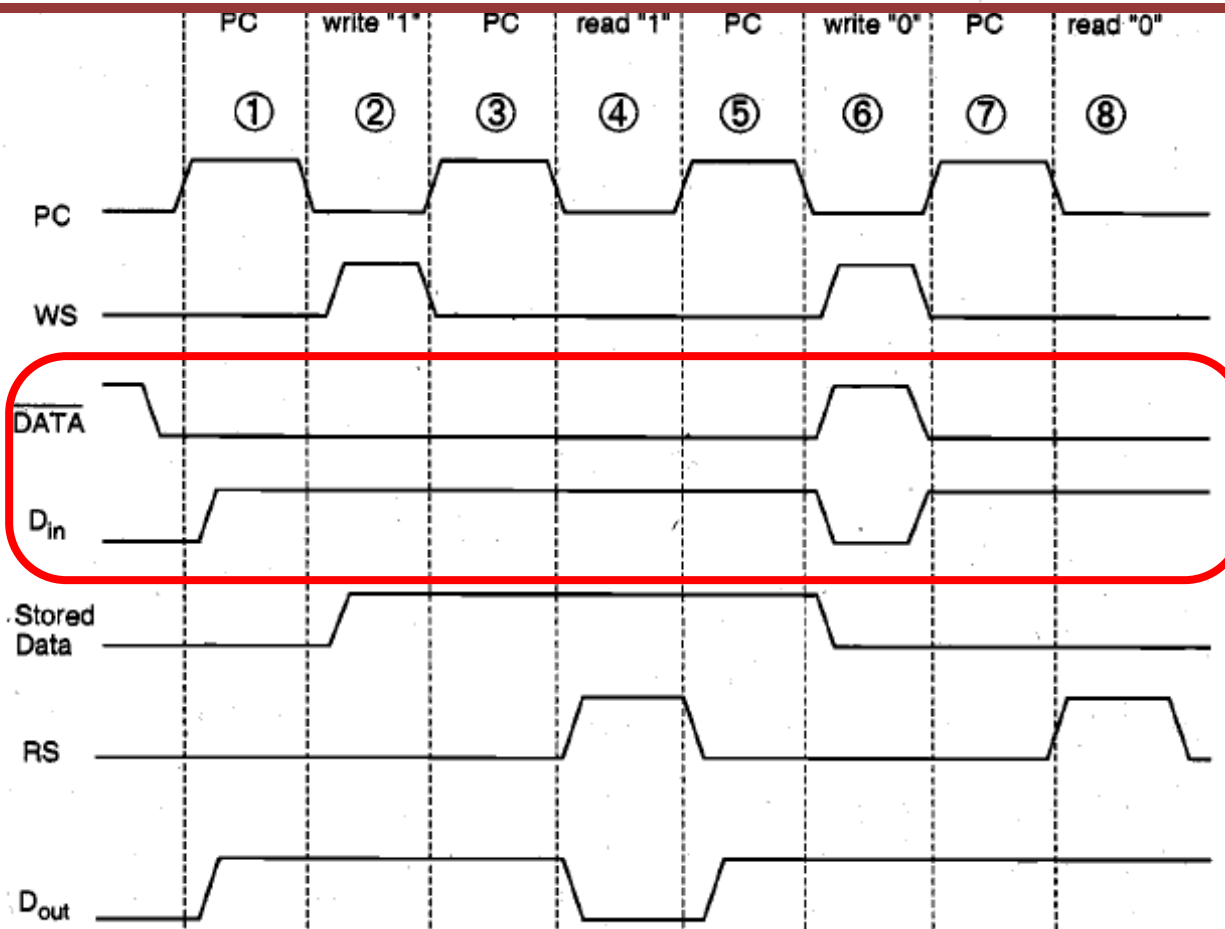 PC write "1" PC read "1" PC write "0" PC read "0"
① ② ③ ④ ⑤ ⑥ ⑦ ⑧
PC
WS
D̅A̅T̅A̅
Din
Stored
Data
RS
Dout